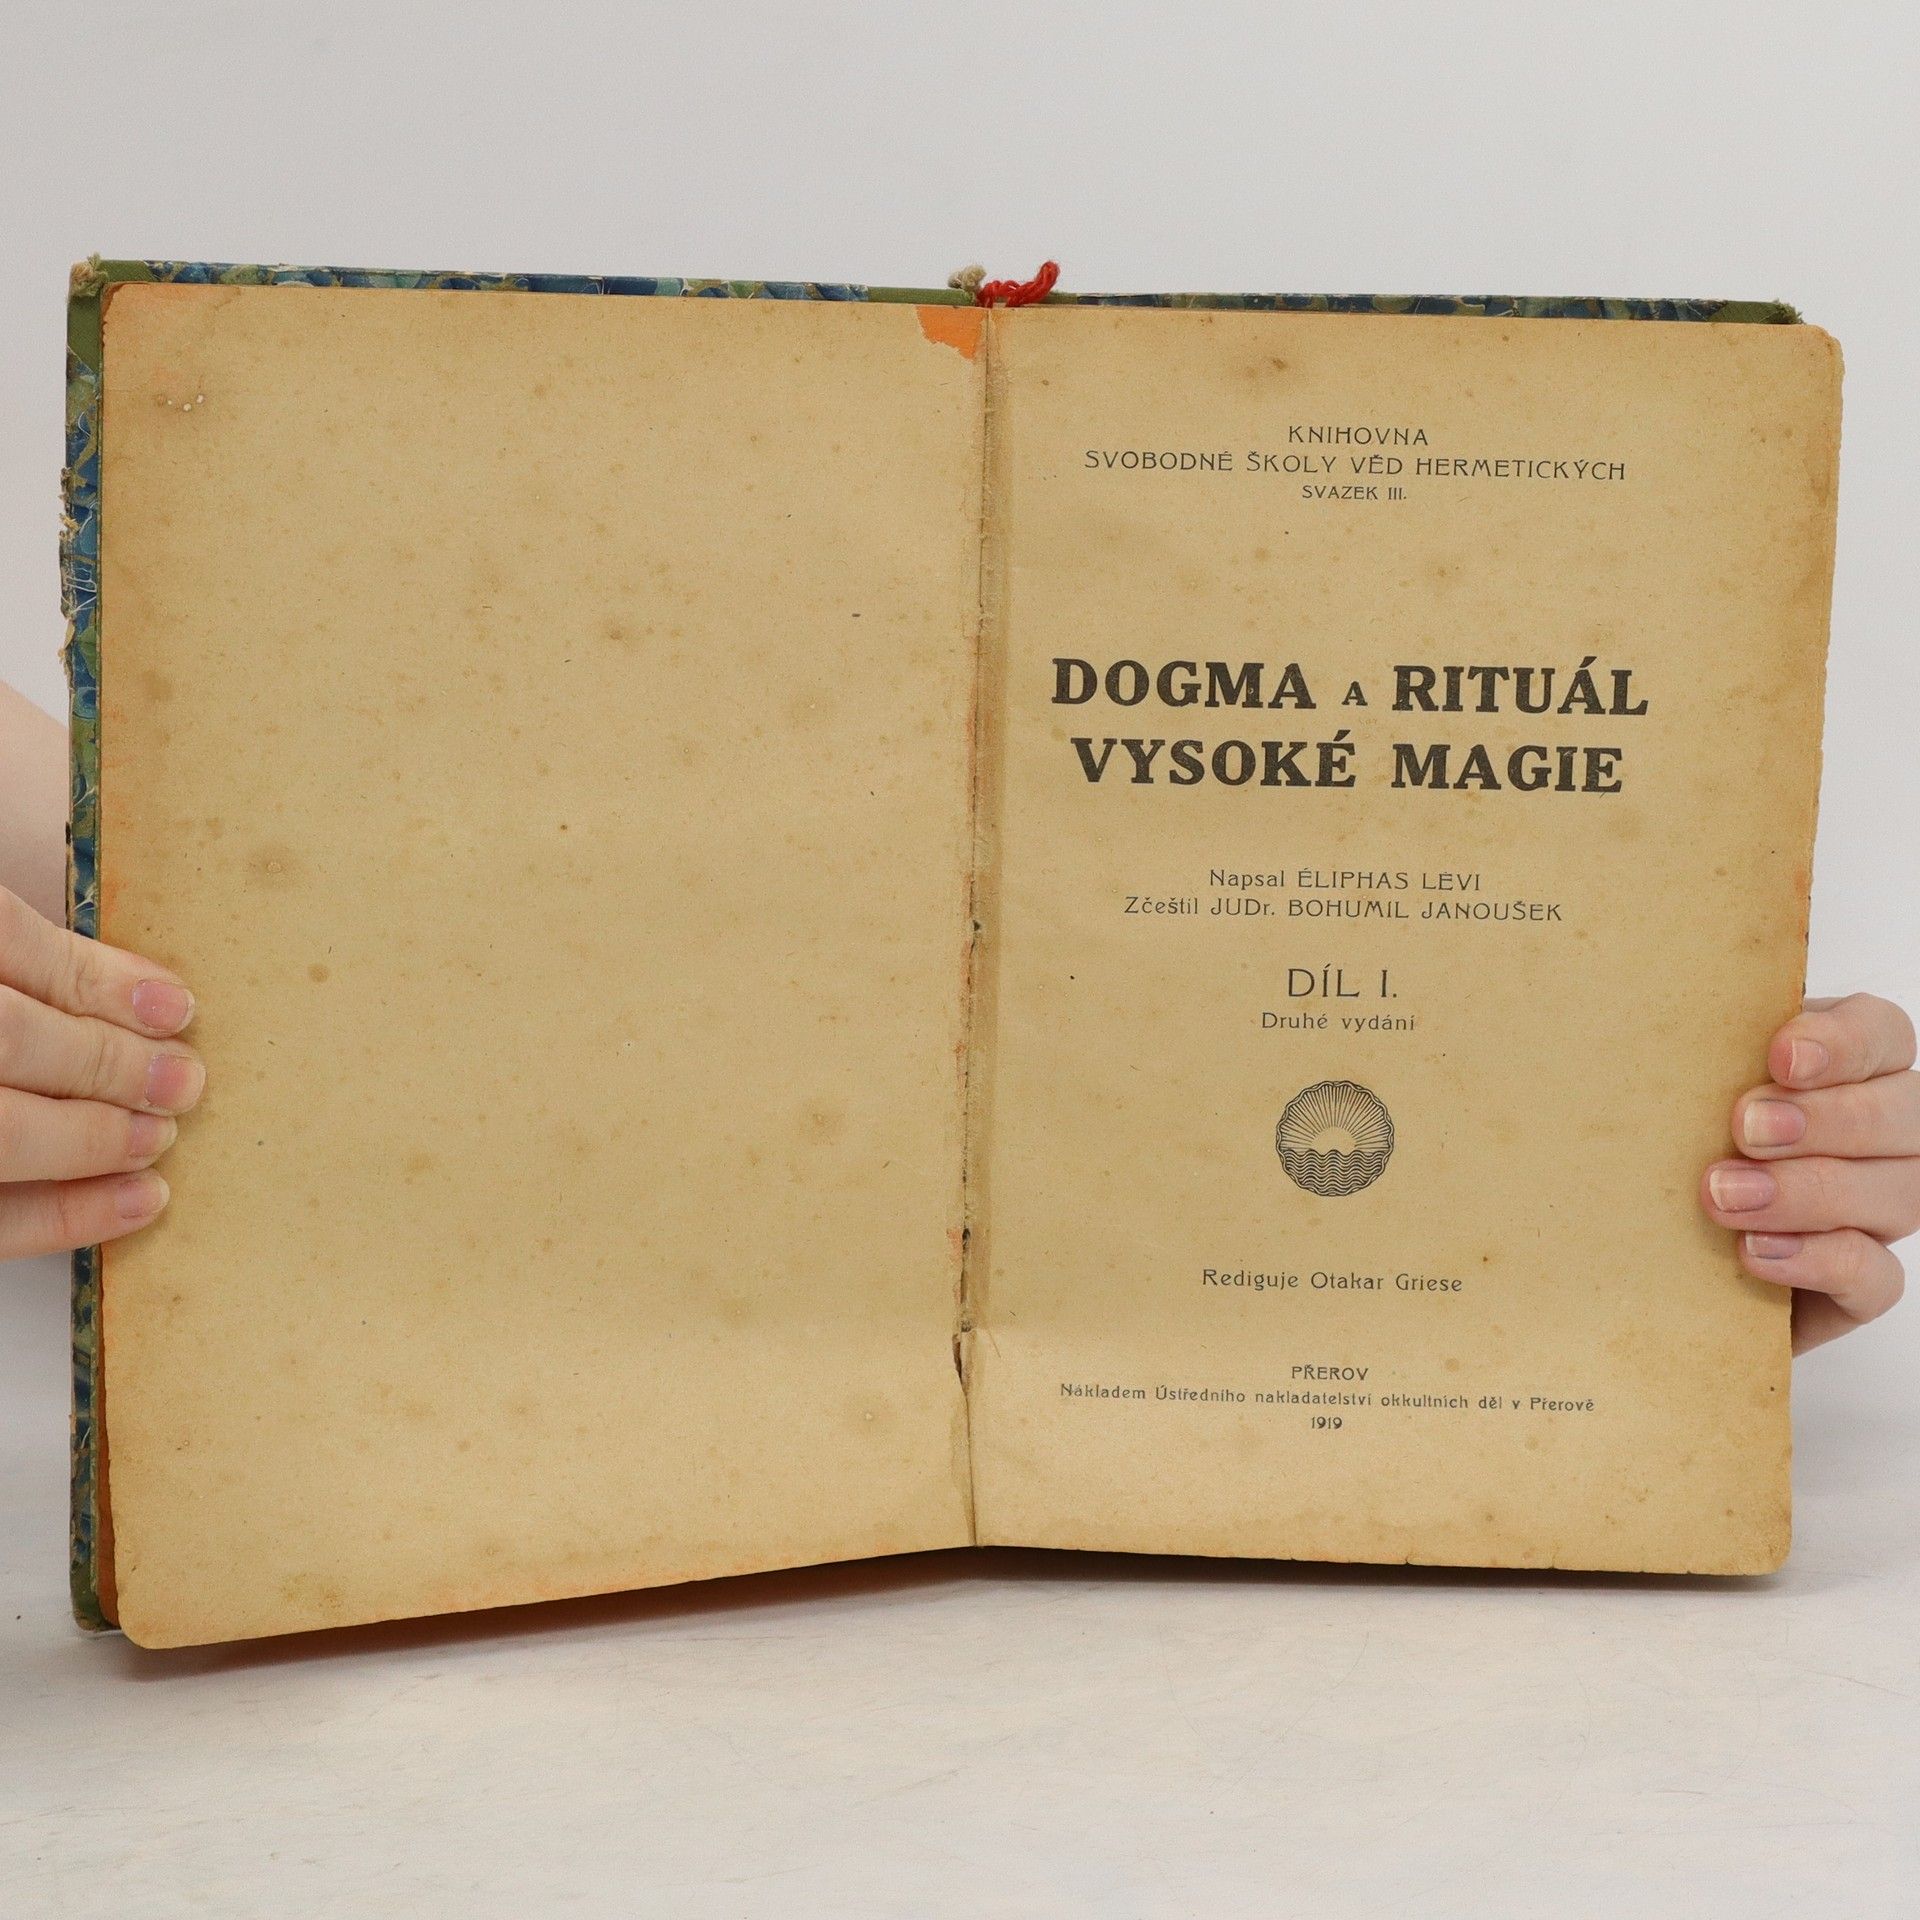 KNIHOVNA
SVOBODNÉ ŠKOLY VĚD HERMETICKÝCH
SVAZEK III.
DOGMA A RITUÁL
VYSOKÉ MAGIE
Napsal ÉLIPHAS LÉVI
Zčeštil JUDr. BOHUMIL JANOUŠEK
DÍL I.
Druhé vydání
Rediguje Otakar Griese
PŘEROV
Nákladem Ústředního nakladatelství okkultních děl v Přerově
1919